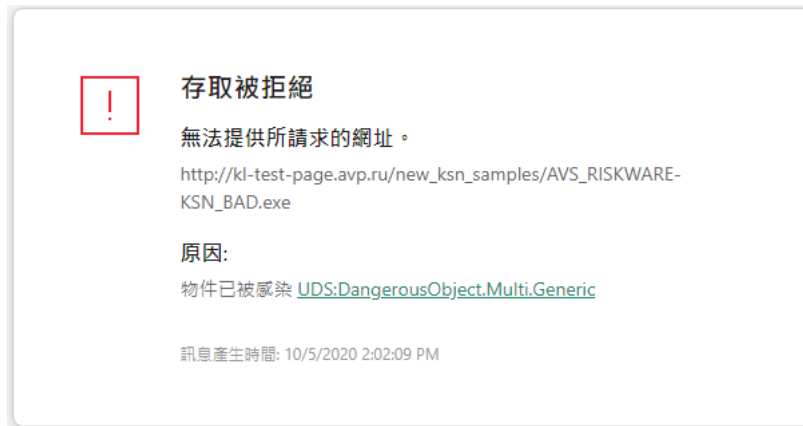 !
存取被拒絕
無法提供所請求的網址。
http://kl-test-page.avp.ru/new_ksn_samples/AVS_RISKWARE-
KSN_BAD.exe
原因:
物件已被感染 UDS:DangerousObject.Multi.Generic
訊息產生時間: 10/5/2020 2:02:09 PM